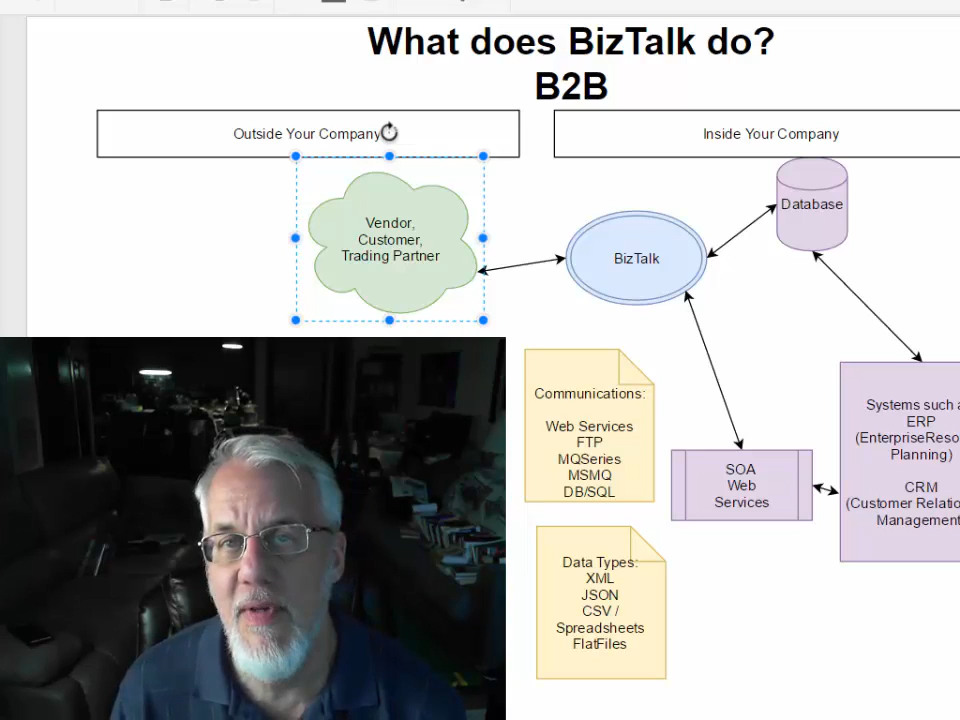 What does BizTalk do?
B2B
Outside Your Company
Inside Your Company
Vendor,
Customer,
Trading Partner
BizTalk
Database
Communications:
Web Services
FTP
MQSeries
MSMQ
DB/SQL
SOA
Web
Services
Systems such a
ERP
(EnterpriseReso
Planning)
CRM
(Customer Relatio
Management
Data Types:
XML
JSON
CSV /
Spreadsheets
FlatFiles